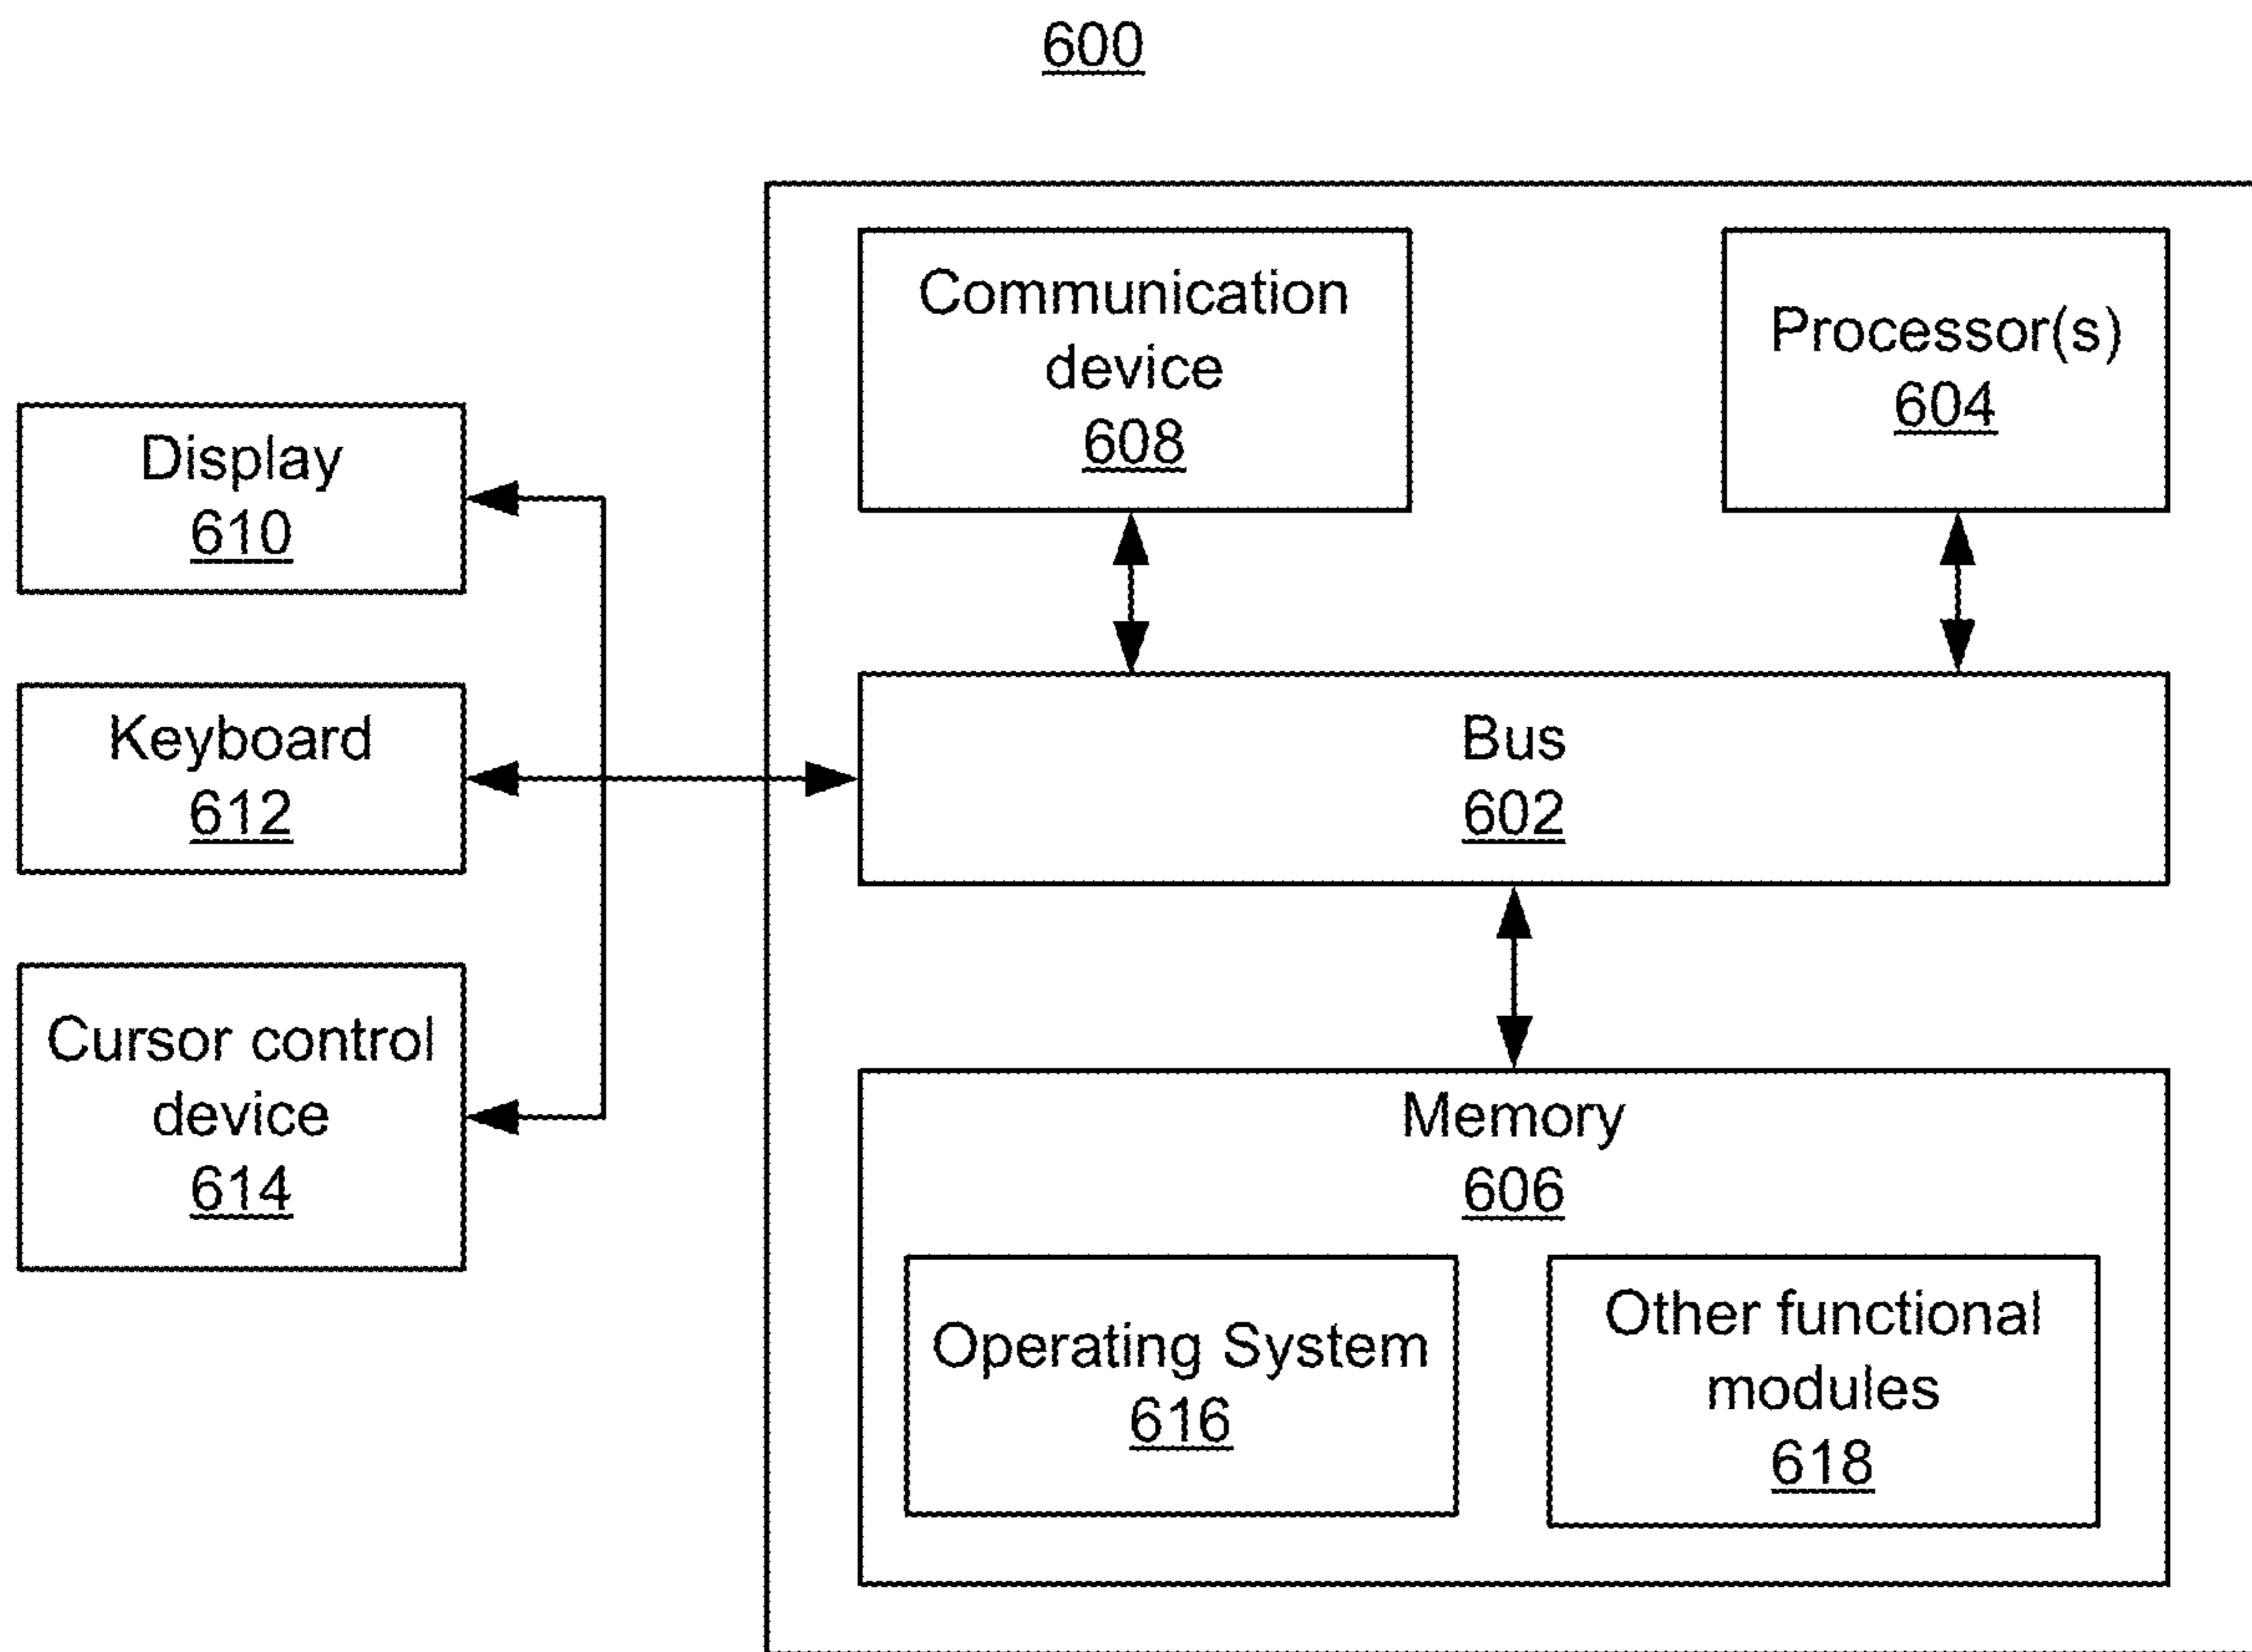 600
Communication
device
608
Processor(s)
604
Display
610
Keyboard
612
Bus
602
Cursor control
device
614
Memory
606
Operating System
616
Other functional
modules
618